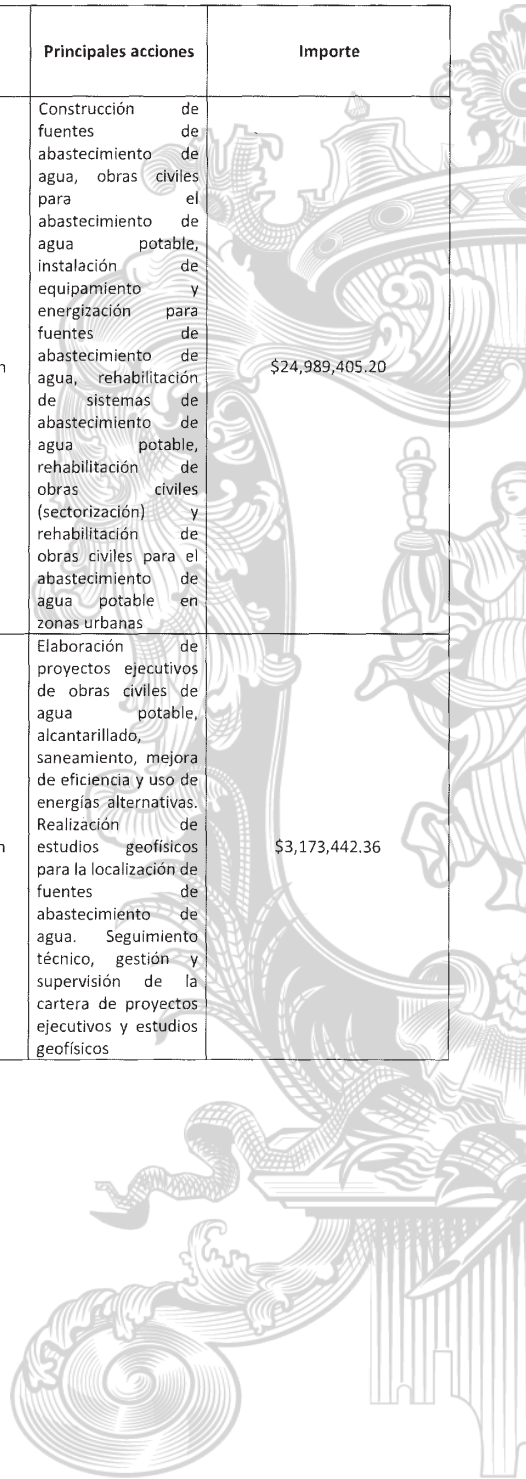 Principales acciones Importe
Construcción de
fuentes de
abastecimiento de
agua, obras civiles
para el
abastecimiento de
agua potable,
instalación de
equipamiento y
energización para
fuentes de
abastecimiento de
n agua, rehabilitación $24,989,405.20
de sistemas de
abastecimiento de
agua potable,
rehabilitación de
obras civiles
(sectorización) y
rehabilitación de
obras civiles para el
abastecimiento de
agua potable en
zonas urbanas
Elaboración de
proyectos ejecutivos
de obras civiles de
agua potable,
alcantarillado,
saneamiento, mejora
de eficiencia y uso de
energías alternativas.
Realización de
n estudios geofísicos $3,173,442.36
para la localización de
fuentes de
abastecimiento de
agua. Seguimiento
técnico, gestión y
supervisión de la
cartera de proyectos
ejecutivos y estudios
geofísicos